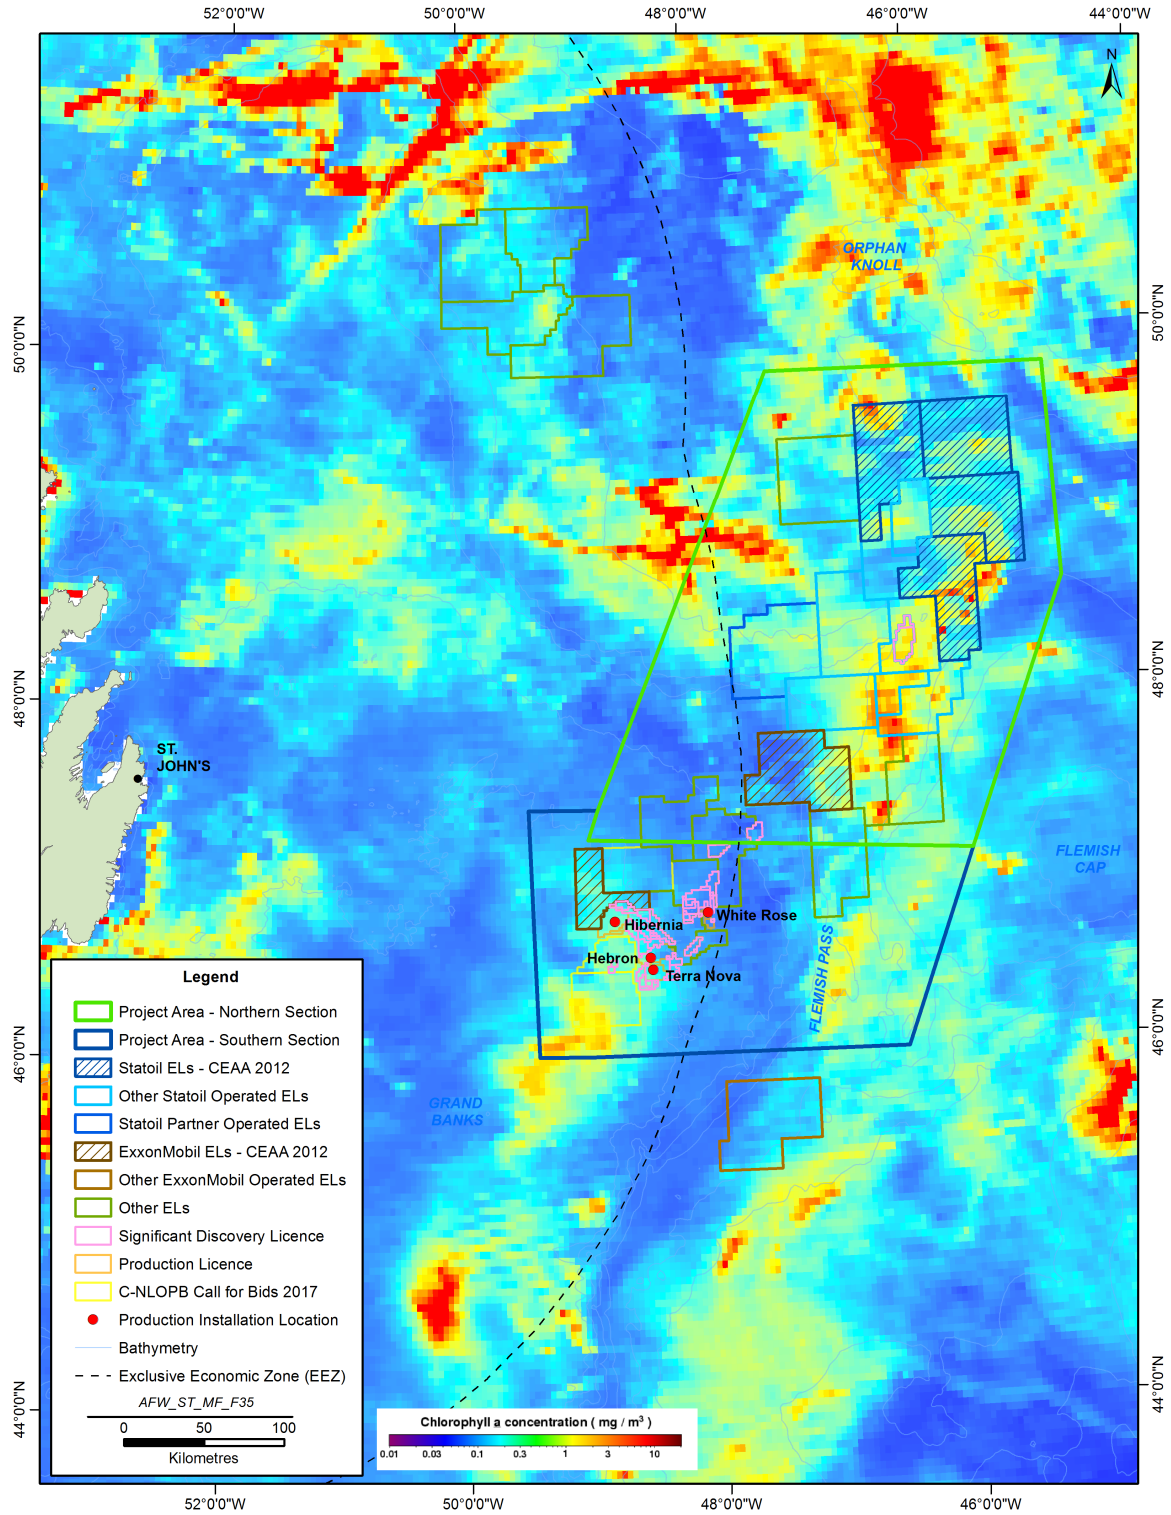 52°0'0"W 50°0'0"W 48°0'0"W 46°0'0"W 44°0'0"W
N
ORPHAN
KNOLL
50°0'0"N
50°0'0"N
48°0'0"N
48°0'0"N
ST.
JOHN'S
FLEMISH
CAP
White Rose
Hibernia
Hebron
Terra Nova
FLEMISH PASS
46°0'0"N
46°0'0"N
GRAND
BANKS
Legend
Project Area - Northern Section
Project Area - Southern Section
Statoil ELs - CEAA 2012
Other Statoil Operated ELs
Statoil Partner Operated ELs
ExxonMobil ELs - CEAA 2012
Other ExxonMobil Operated ELs
Other ELs
Significant Discovery Licence
Production Licence
C-NLOPB Call for Bids 2017
Production Installation Location
Bathymetry
Exclusive Economic Zone (EEZ)
AFW_ST_MF_F35
0 50 100
Kilometres
44°0'0"N
44°0'0"N
Chlorophyll a concentration ( mg / m³ )
0.01 0.03 0.1 0.3 1 3 10
52°0'0"W 50°0'0"W 48°0'0"W 46°0'0"W